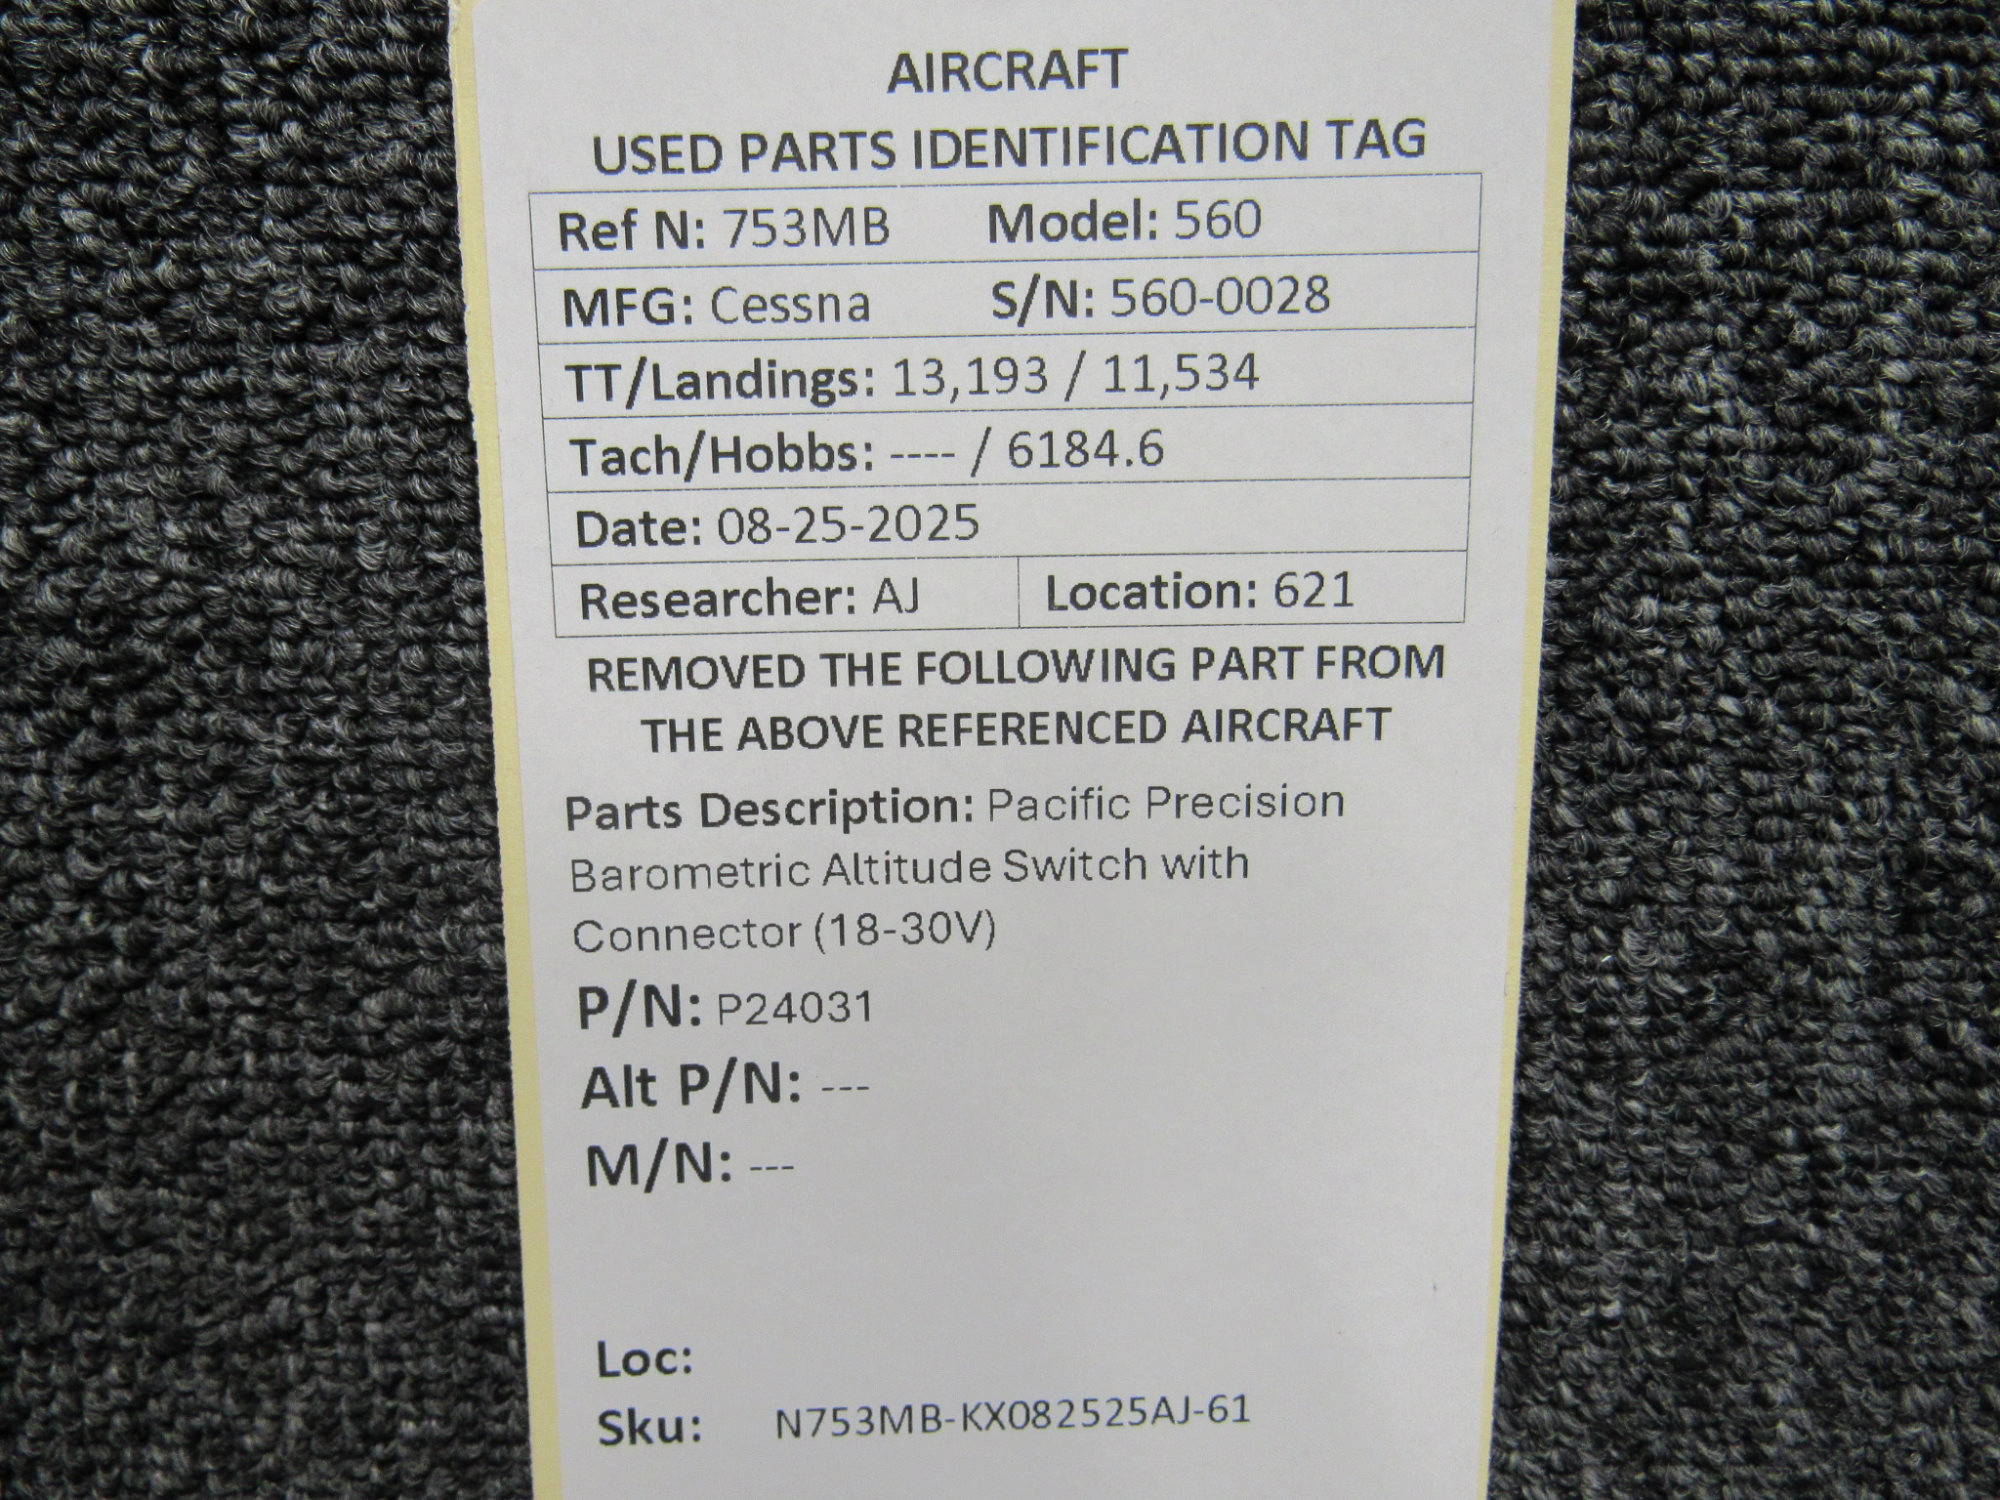 AIRCRAFT
USED PARTS IDENTIFICATION TAG
Ref N: 753MB Model: 560
MFG: Cessna S/N: 560-0028
TT/Landings: 13,193 / 11,534
Tach/Hobbs: ---- / 6184.6
Date: 08-25-2025
Researcher: AJ Location: 621
REMOVED THE FOLLOWING PART FROM
THE ABOVE REFERENCED AIRCRAFT
Parts Description: Pacific Precision
Barometric Altitude Switch with
Connector (18-30V)
P/N: P24031
Alt P/N: ---
M/N: ---
Loc:
Sku: N753MB-KX082525AJ-61